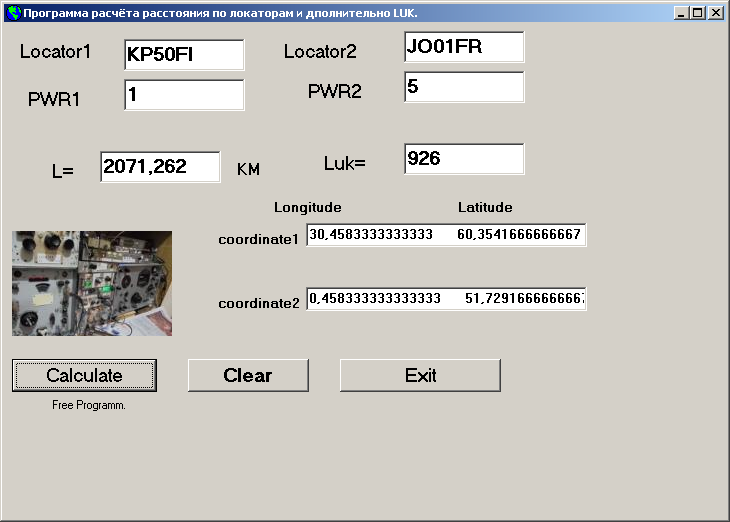 Программа расчёта расстояния по локаторам и дполнительно LUK.
Locator1 KP50FI Locator2 JO01FR
PWR1 1 PWR2 5
L= 2071,262 KM Luk= 926
Longitude Latitude
coordinate1 30,4583333333333 60,3541666666667
coordinate2 0,458333333333333 51,729166666666
Calculate Clear Exit
Free Programm.